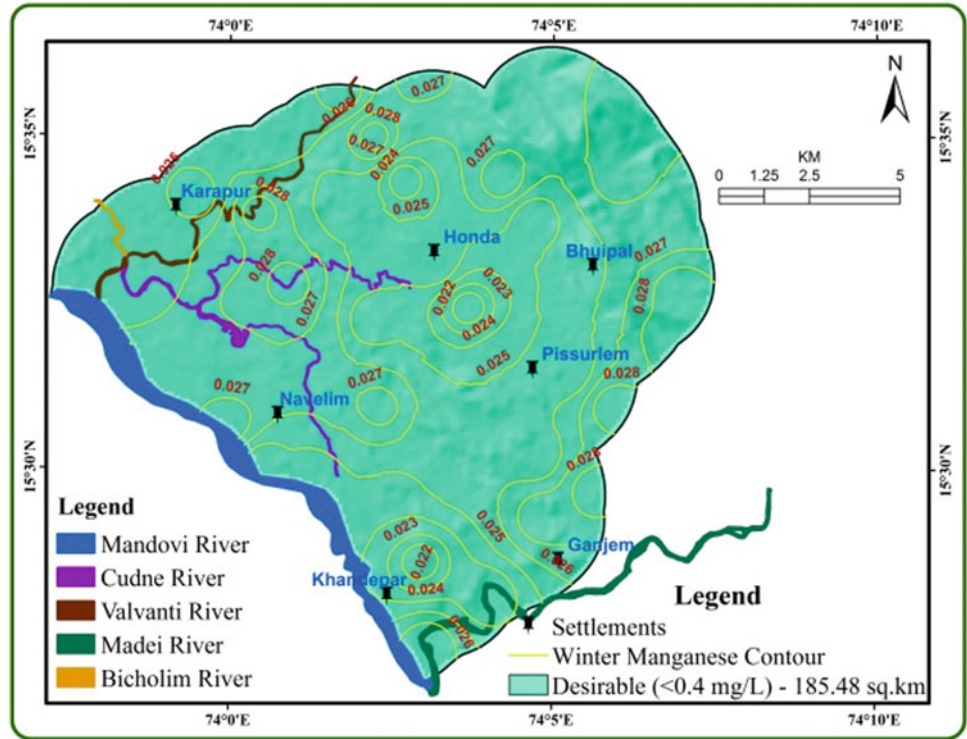 74°0'E 74°5'E 74°10'E
N
15°35'N
15°35'N
KM
0 1.25 2.5 5
0.027
0.026
0.028
0.027
0.024
0.027
0.025
Karapur
0.028
0.025
Honda
Bhuipal
0.027
0.028
0.028
0.023
0.022
0.027
0.024
0.025
Pissurlem
0.028
0.027
0.027
Navelim
15°30'N
15°30'N
0.026
0.023
0.025
0.022
Ganjem
0.026
Khandepar
0.024
0.026
Legend
Mandovi River
Cudne River
Valvanti River
Madei River
Bicholim River
Legend
Settlements
Winter Manganese Contour
Desirable (<0.4 mg/L) - 185.48 sq.km
74°0'E 74°5'E 74°10'E